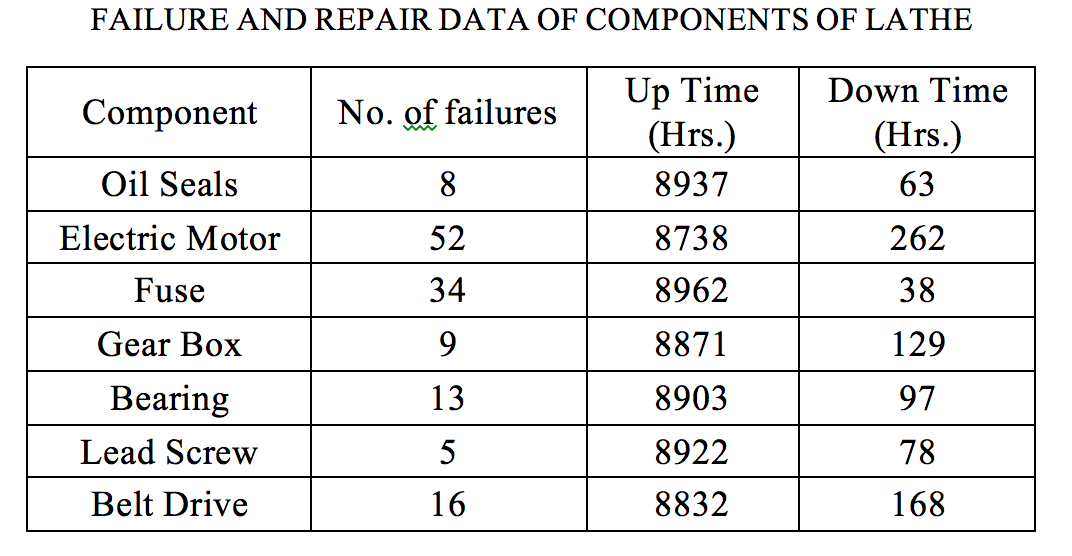 FAILURE AND REPAIR DATA OF COMPONENTS OF LATHE
Component No. of failures Up Time (Hrs.) Down Time (Hrs.)
Oil Seals 8 8937 63
Electric Motor 52 8738 262
Fuse 34 8962 38
Gear Box 9 8871 129
Bearing 13 8903 97
Lead Screw 5 8922 78
Belt Drive 16 8832 168